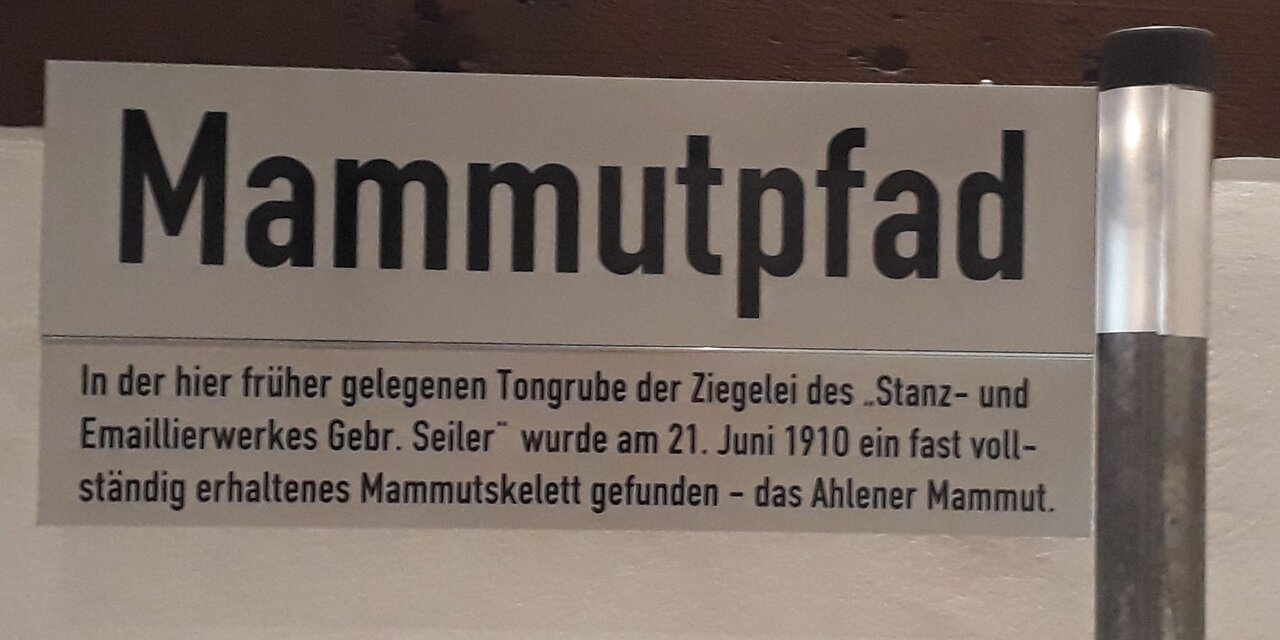 Mammutpfad
In der hier früher gelegenen Tongrube der Ziegelei des „Stanz- und
Emaillierwerkes Gebr. Seiler“ wurde am 21. Juni 1910 ein fast voll-
ständig erhaltenes Mammutskelett gefunden – das Ahlener Mammut.